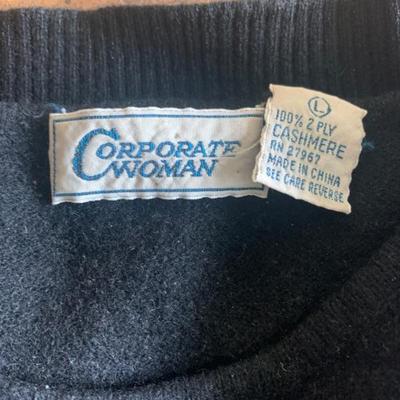 CORPORATE
WOMAN
L
100% 2 PLY
CASHMERE
RN 27967
MADE IN CHINA
SEE CARE REVERSE